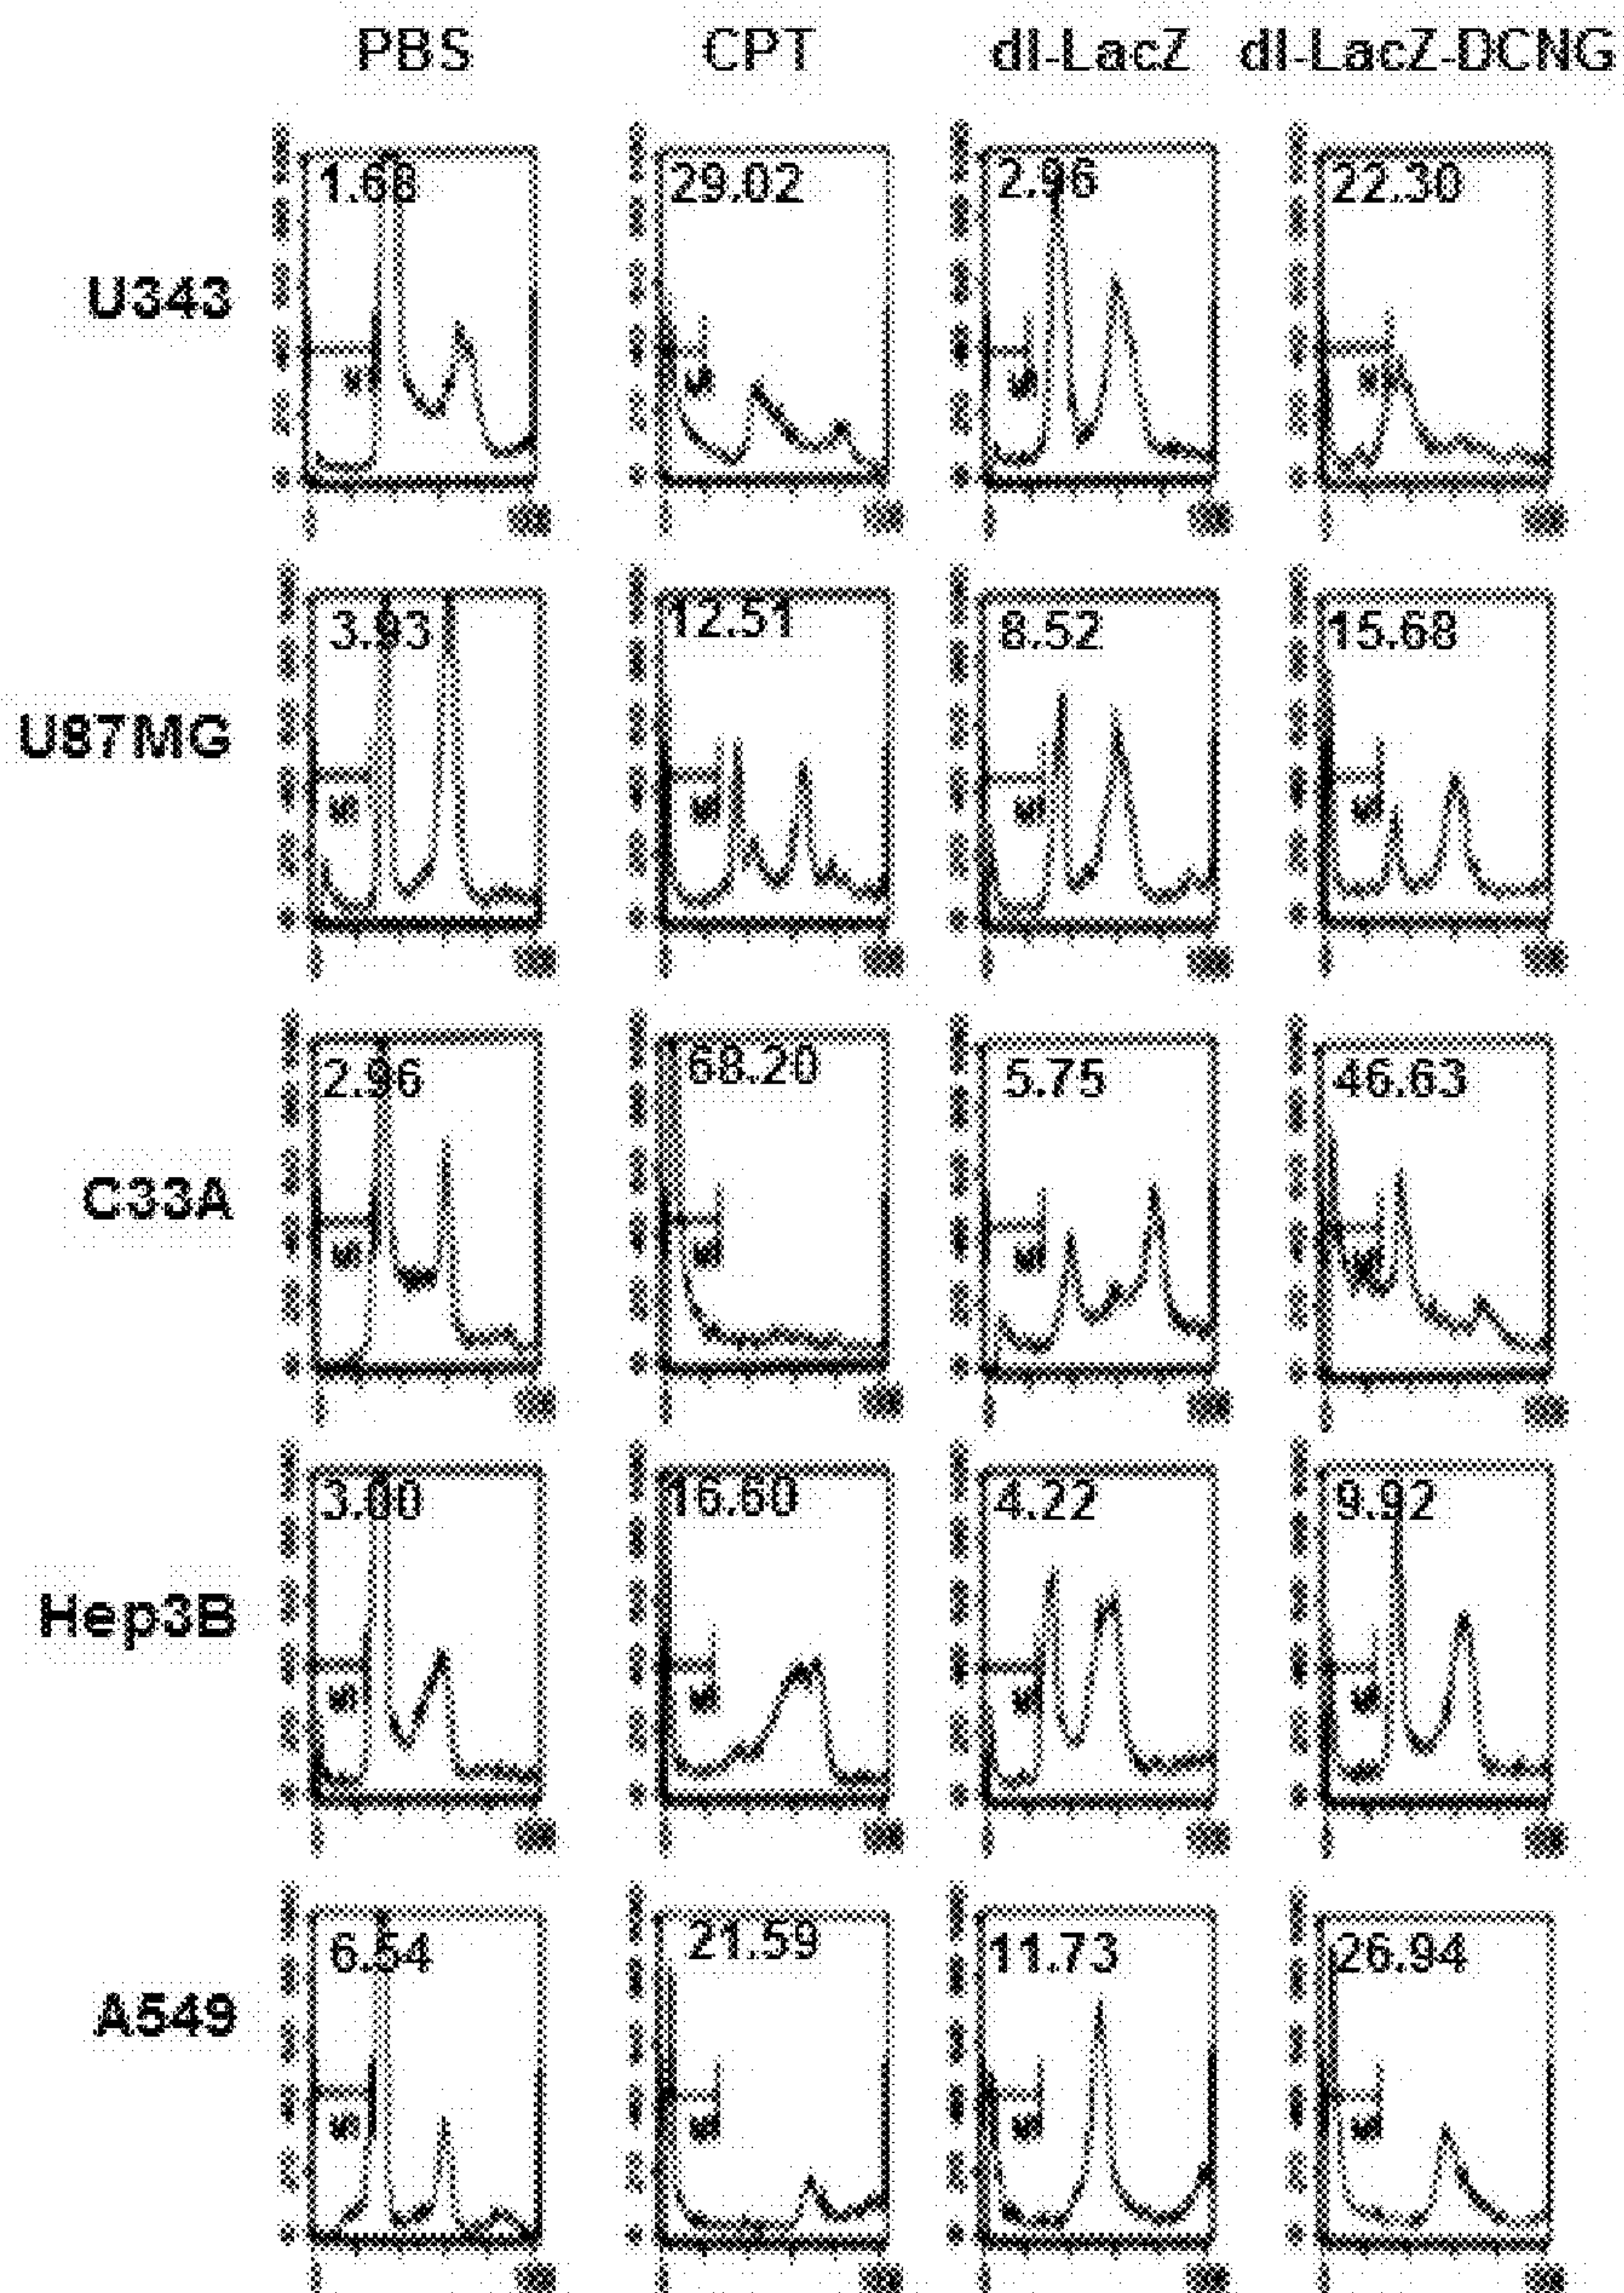 PBS CPT dl-LacZ dl-LacZ-DCNG
U343 1.68 29.02 2.96 22.30
U87MG 3.93 12.51 8.52 15.68
C33A 2.96 68.20 5.75 46.63
Hep3B 3.00 16.60 4.22 9.92
A549 6.54 21.59 11.73 26.94